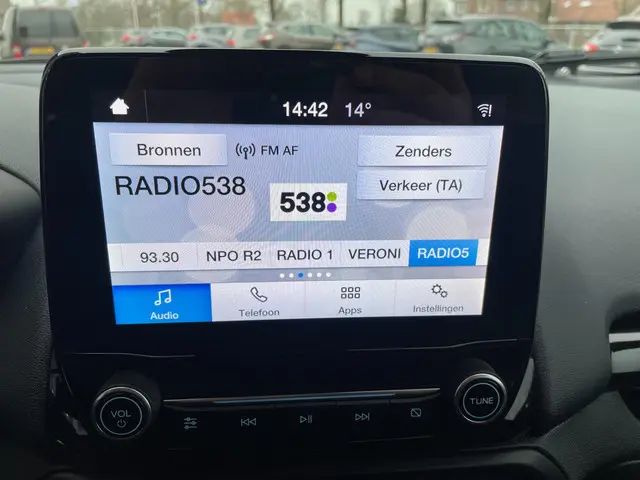 14:42 14°
Bronnen FM AF Zenders
RADIO538 538 Verkeer (TA)
93.30 NPO R2 RADIO 1 VERONI RADIO5
Audio Telefoon Apps Instellingen
VOL TUNE